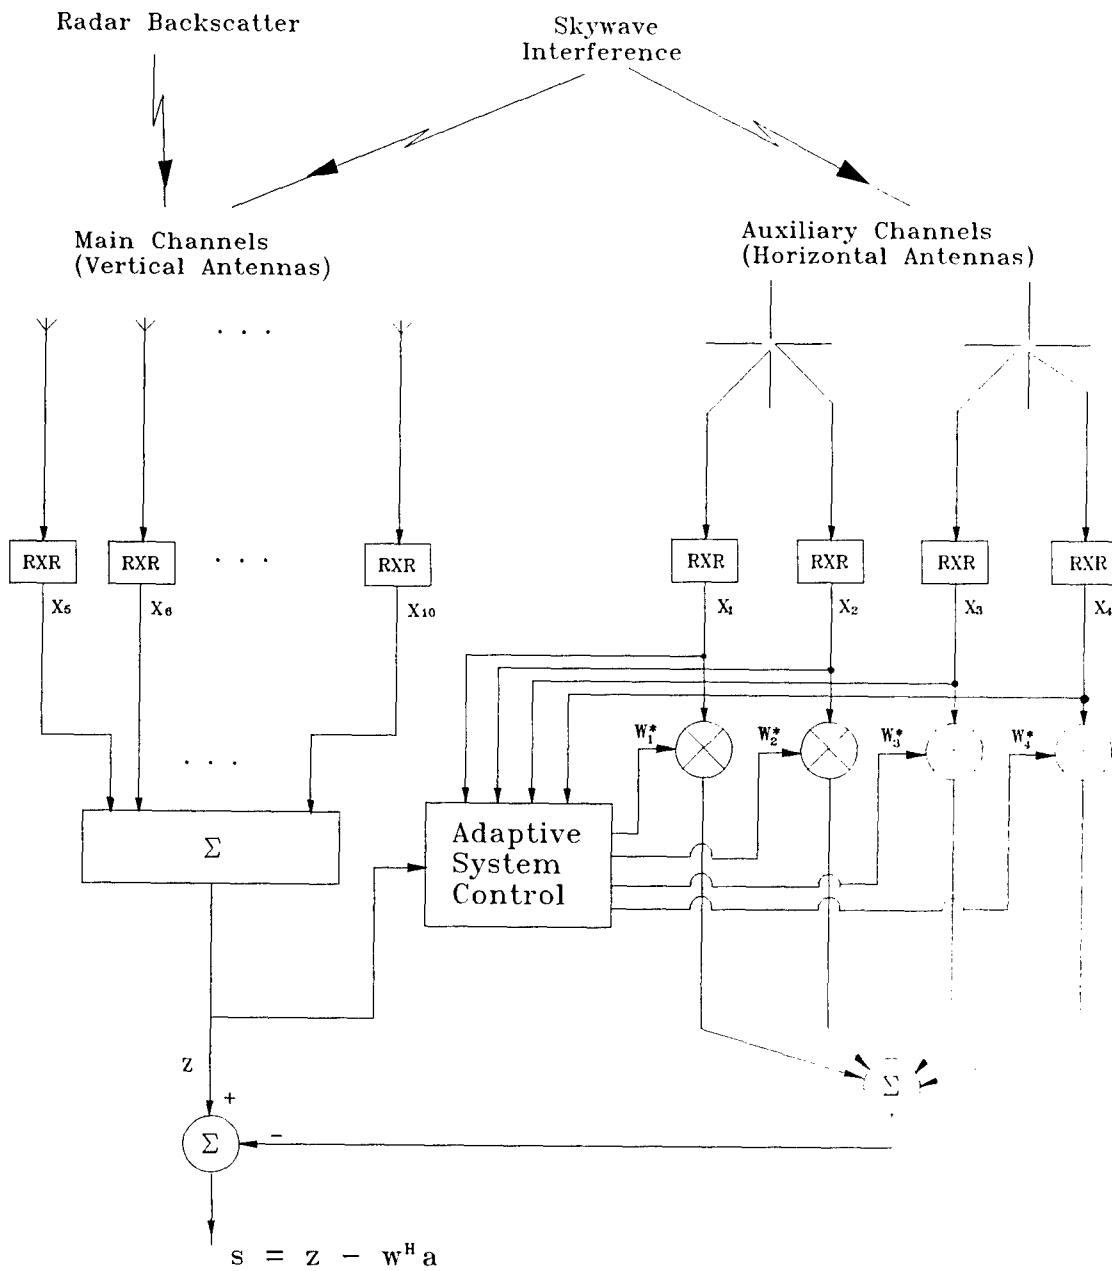 Radar Backscatter
Skywave
Interference
Main Channels
(Vertical Antennas)
Auxiliary Channels
(Horizontal Antennas)
. . .
RXR
RXR
. . .
RXR
RXR
RXR
RXR
RXR
X₅
X₆
X₁₀
X₁
X₂
X₃
X₄
W₁*
W₂*
W₃*
W₄*
. . .
Σ
Adaptive
System
Control
Z
+
Σ
−
Σ
s = z − wᴴa